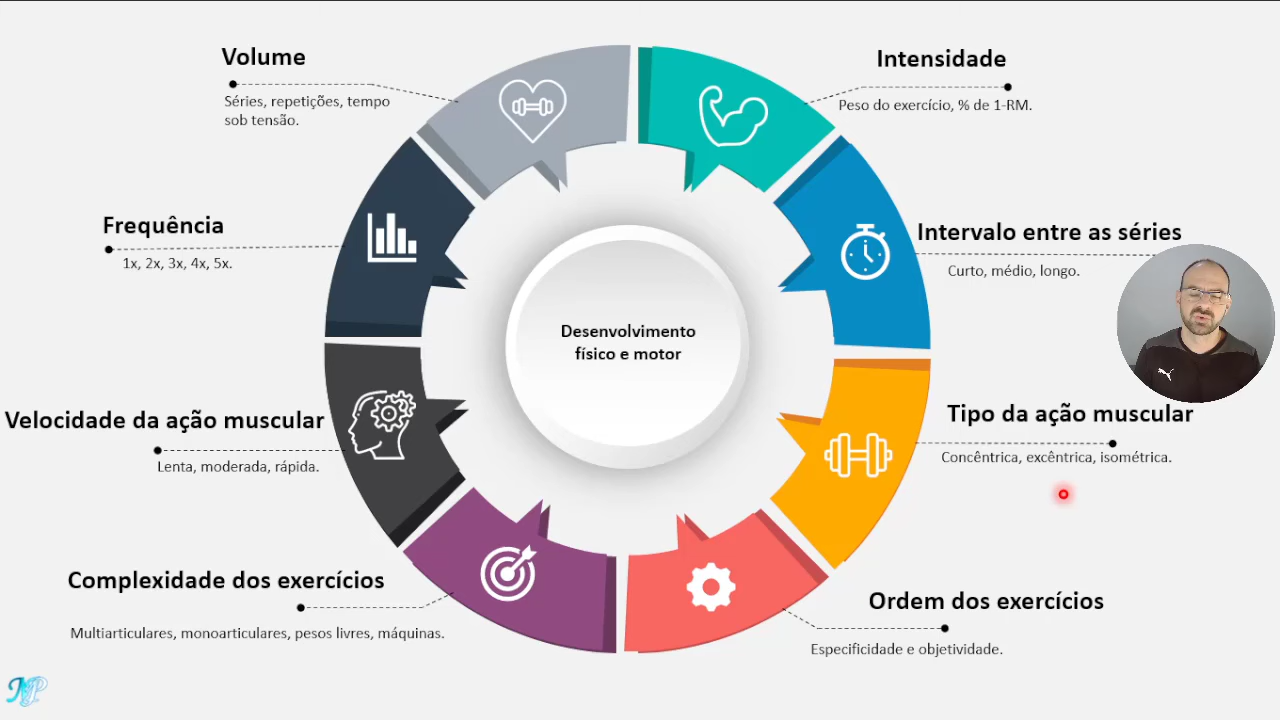 Volume
Séries, repetições, tempo
sob tensão.
Intensidade
Peso do exercício, % de 1-RM.
Frequência
1x, 2x, 3x, 4x, 5x.
Intervalo entre as séries
Curto, médio, longo.
Desenvolvimento
físico e motor
Velocidade da ação muscular
Lenta, moderada, rápida.
Tipo da ação muscular
Concêntrica, excêntrica, isométrica.
Complexidade dos exercícios
Multiarticulares, monoarticulares, pesos livres, máquinas.
Ordem dos exercícios
Especificidade e objetividade.